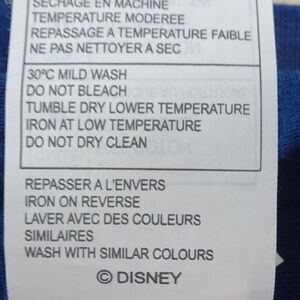 SECHAGE EN MACHINE
TEMPERATURE MODEREE
REPASSAGE A TEMPERATURE FAIBLE
NE PAS NETTOYER A SEC
30°C MILD WASH
DO NOT BLEACH
TUMBLE DRY LOWER TEMPERATURE
IRON AT LOW TEMPERATURE
DO NOT DRY CLEAN
REPASSER A L'ENVERS
IRON ON REVERSE
LAVER AVEC DES COULEURS
SIMILAIRES
WASH WITH SIMILAR COLOURS
© DISNEY